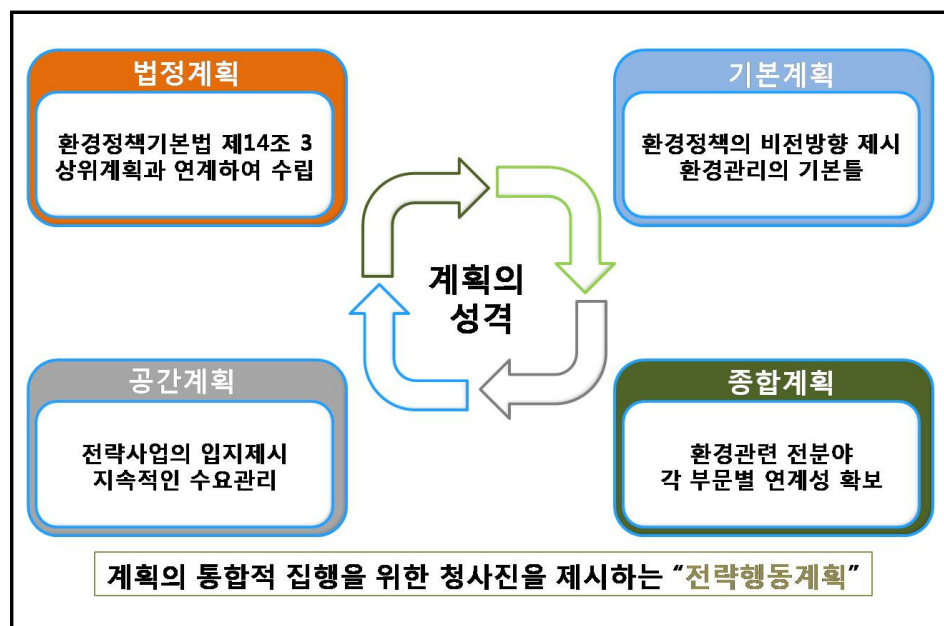 법정계획
환경정책기본법 제14조 3
상위계획과 연계하여 수립
기본계획
환경정책의 비전방향 제시
환경관리의 기본틀
계획의
성격
공간계획
전략사업의 입지제시
지속적인 수요관리
종합계획
환경관련 전분야
각 부문별 연계성 확보
계획의 통합적 집행을 위한 청사진을 제시하는 “전략행동계획”